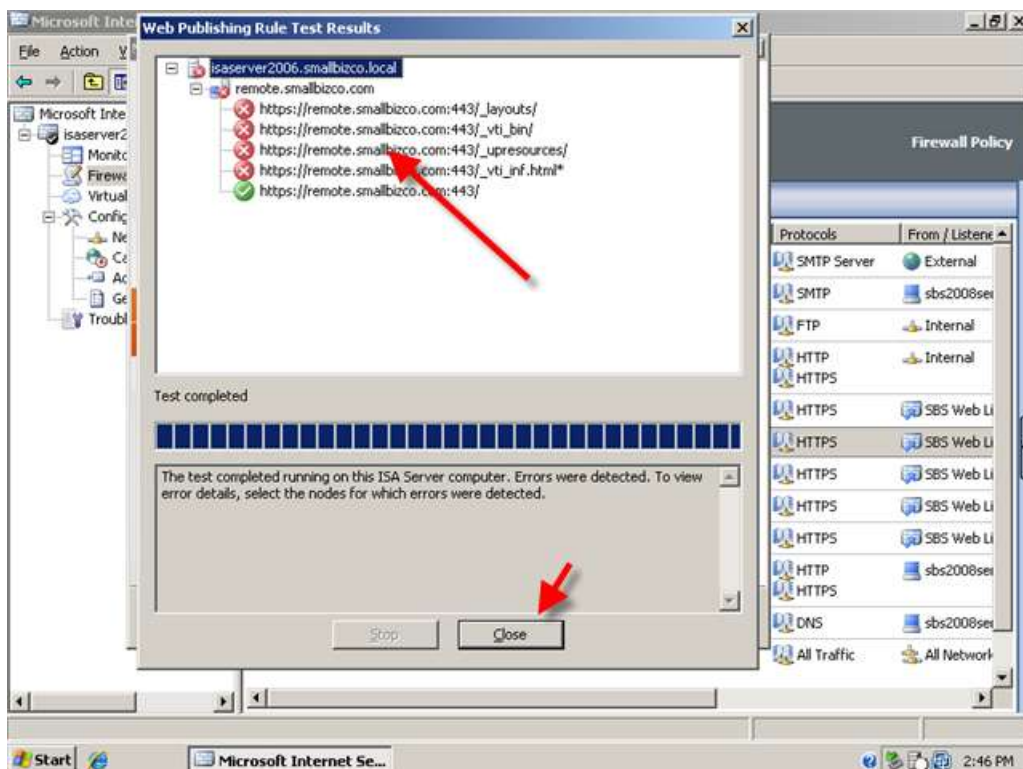 Microsoft Inte
Web Publishing Rule Test Results
File Action V
isaserver2006.smallbizco.local
remote.smallbizco.com
https://remote.smallbizco.com:443/_layouts/
https://remote.smallbizco.com:443/_vti_bin/
https://remote.smallbizco.com:443/_upresources/
https://remote.smallbizco.com:443/_vti_inf.html*
https://remote.smallbizco.com:443/
Microsoft Inte
isaserver2
Monito
Firewa
Virtual
Config
Ne
Ca
Ad
Ge
Troubl
Firewall Policy
Protocols From / Listene
SMTP Server External
SMTP sbs2008ser
FTP Internal
HTTP Internal
HTTPS
HTTPS SBS Web Li
HTTPS SBS Web Li
HTTPS SBS Web Li
HTTPS SBS Web Li
HTTPS SBS Web Li
HTTP sbs2008ser
HTTPS
DNS sbs2008ser
All Traffic All Network
Test completed
The test completed running on this ISA Server computer. Errors were detected. To view
error details, select the nodes for which errors were detected.
Stop Close
Start Microsoft Internet Se... 2:46 PM